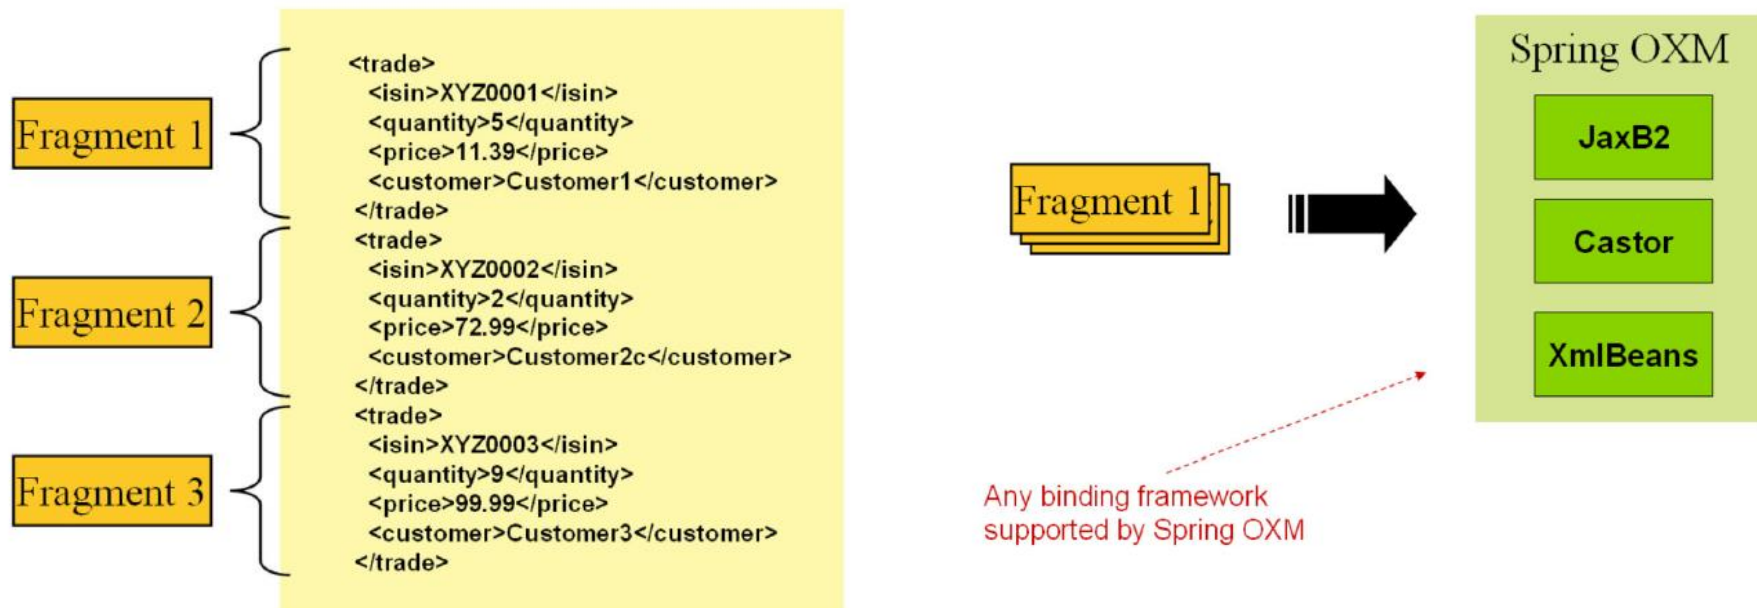 Fragment 1
<trade>
<isin>XYZ0001</isin>
<quantity>5</quantity>
<price>11.39</price>
<customer>Customer1</customer>
</trade>
Fragment 2
<trade>
<isin>XYZ0002</isin>
<quantity>2</quantity>
<price>72.99</price>
<customer>Customer2c</customer>
</trade>
Fragment 3
<trade>
<isin>XYZ0003</isin>
<quantity>9</quantity>
<price>99.99</price>
<customer>Customer3</customer>
</trade>
Fragment 1
Spring OXM
JaxB2
Castor
XmlBeans
Any binding framework
supported by Spring OXM